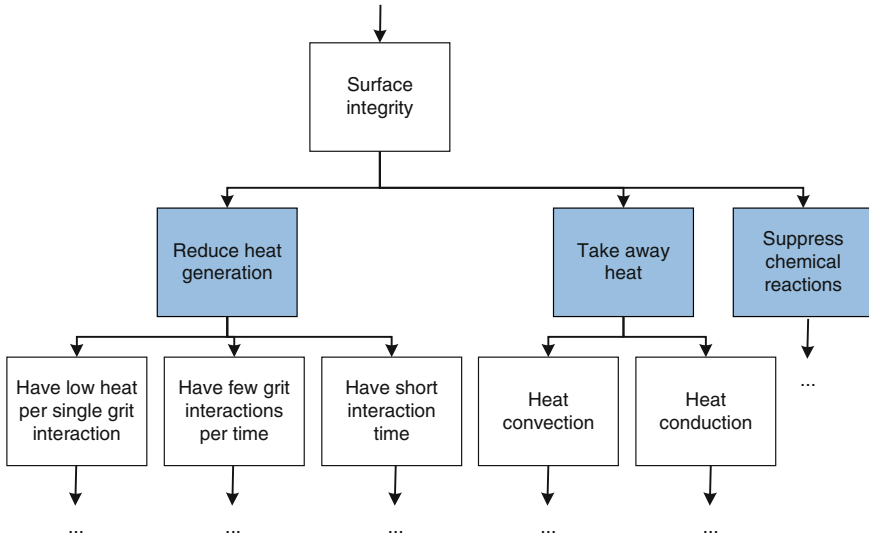 Surface
integrity
Reduce heat
generation
Take away
heat
Suppress
chemical
reactions
Have low heat
per single grit
interaction
Have few grit
interactions
per time
Have short
interaction
time
Heat
convection
Heat
conduction
...
...
...
...
...
...